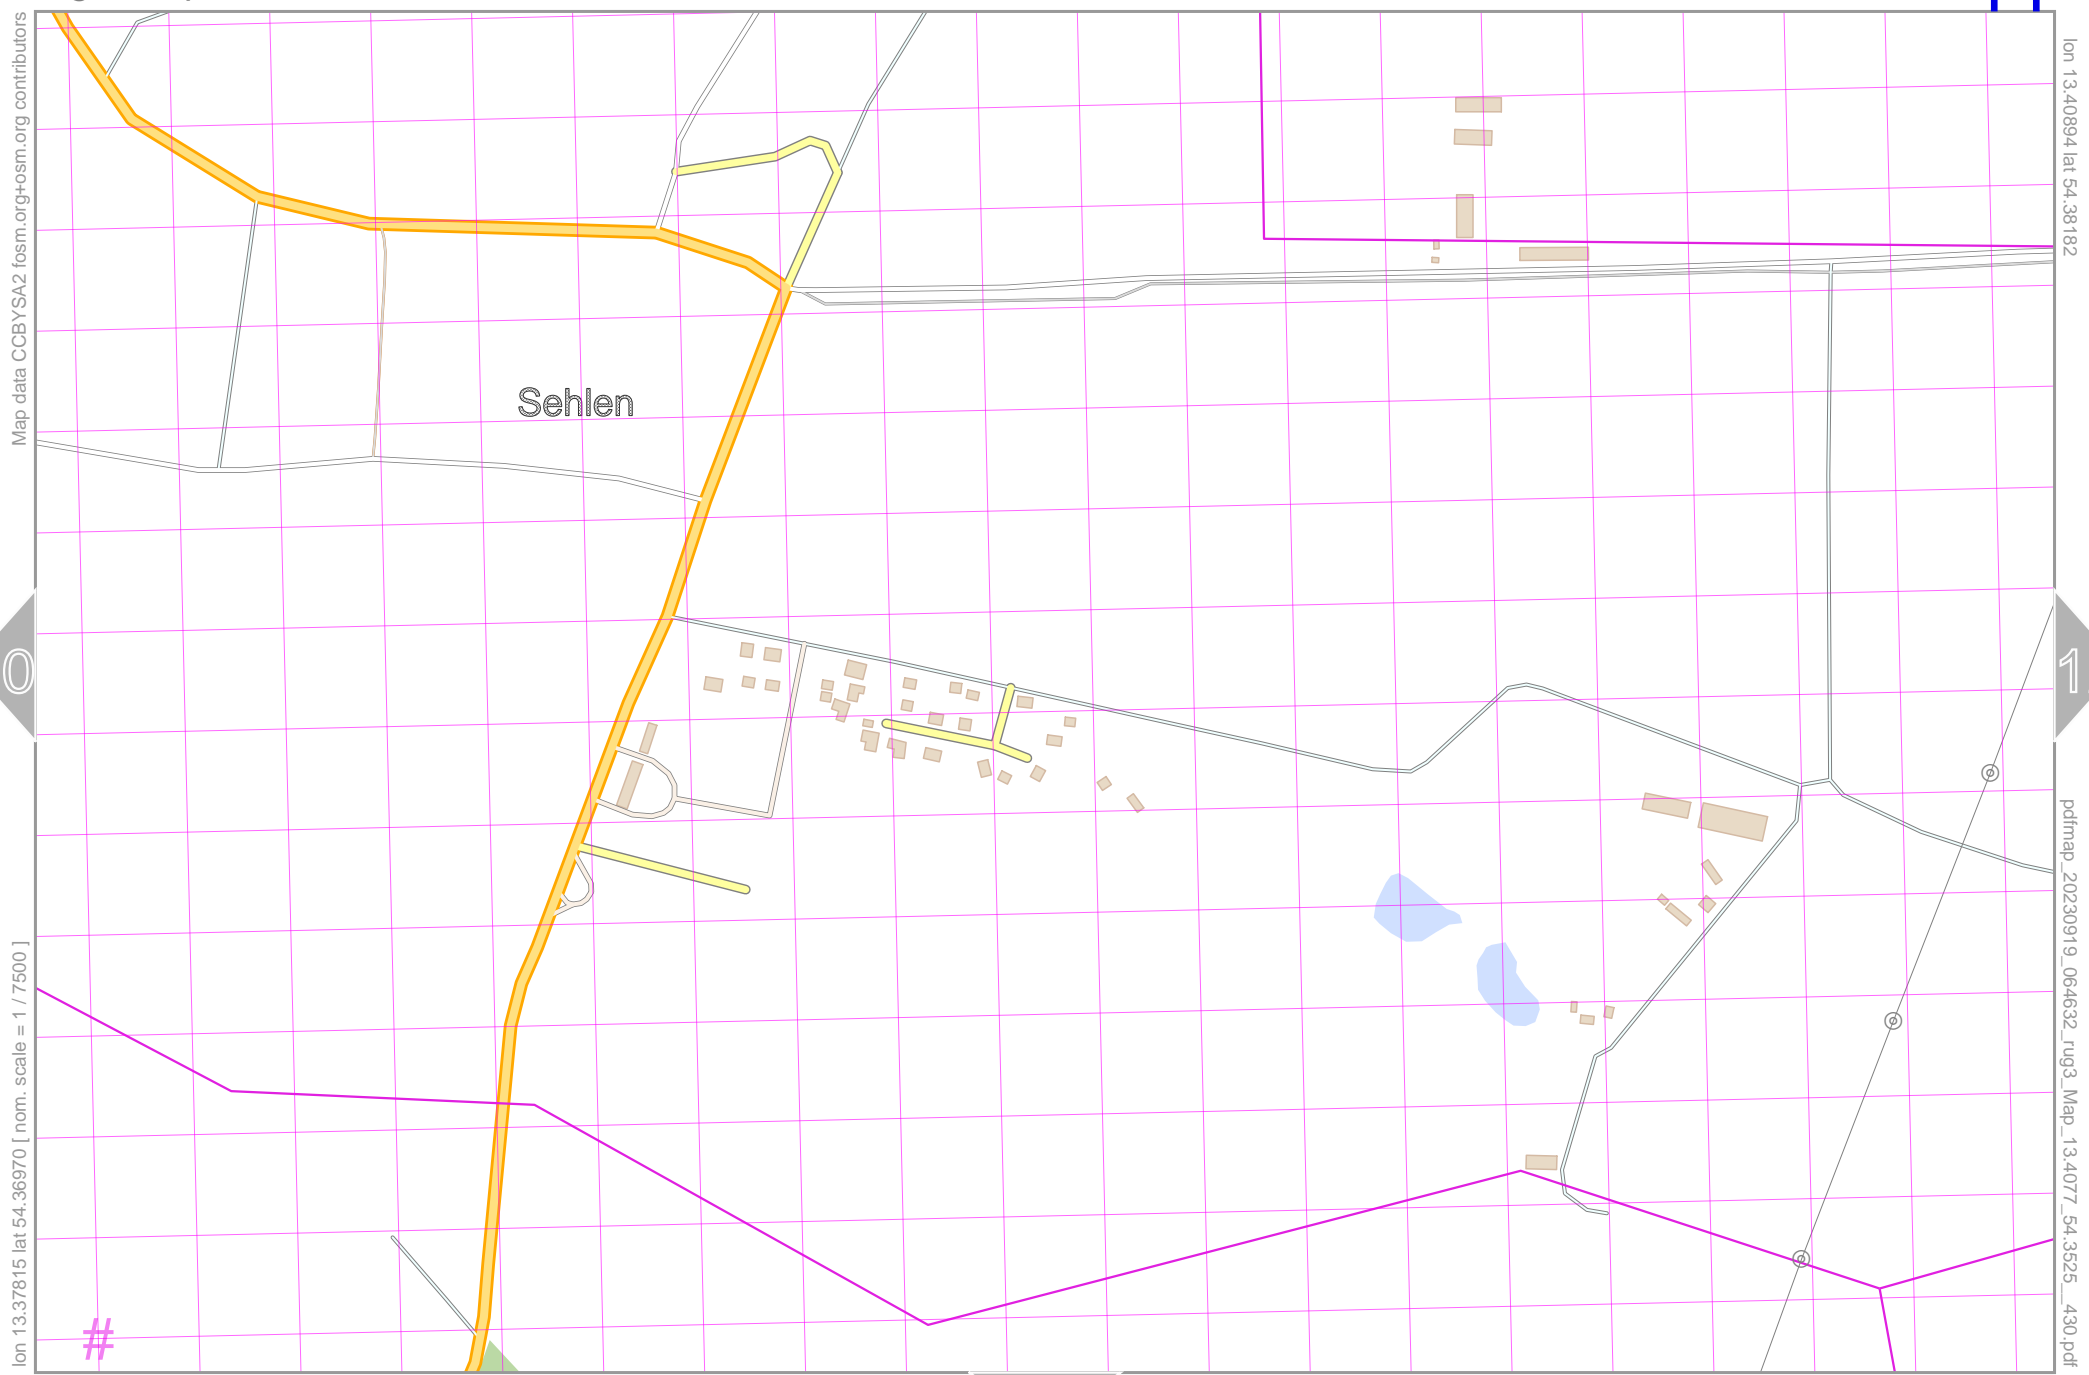 Map data CCBYSA2 fosm.org+osm.org contributors
lon 13.40894 lat 54.38182
Sehlen
0
1
lon 13.37815 lat 54.36970 [ nom. scale = 1 / 7500 ]
pdfmap_20230919_064632_rug3_Map_13.4077_54.3525__430.pdf
#